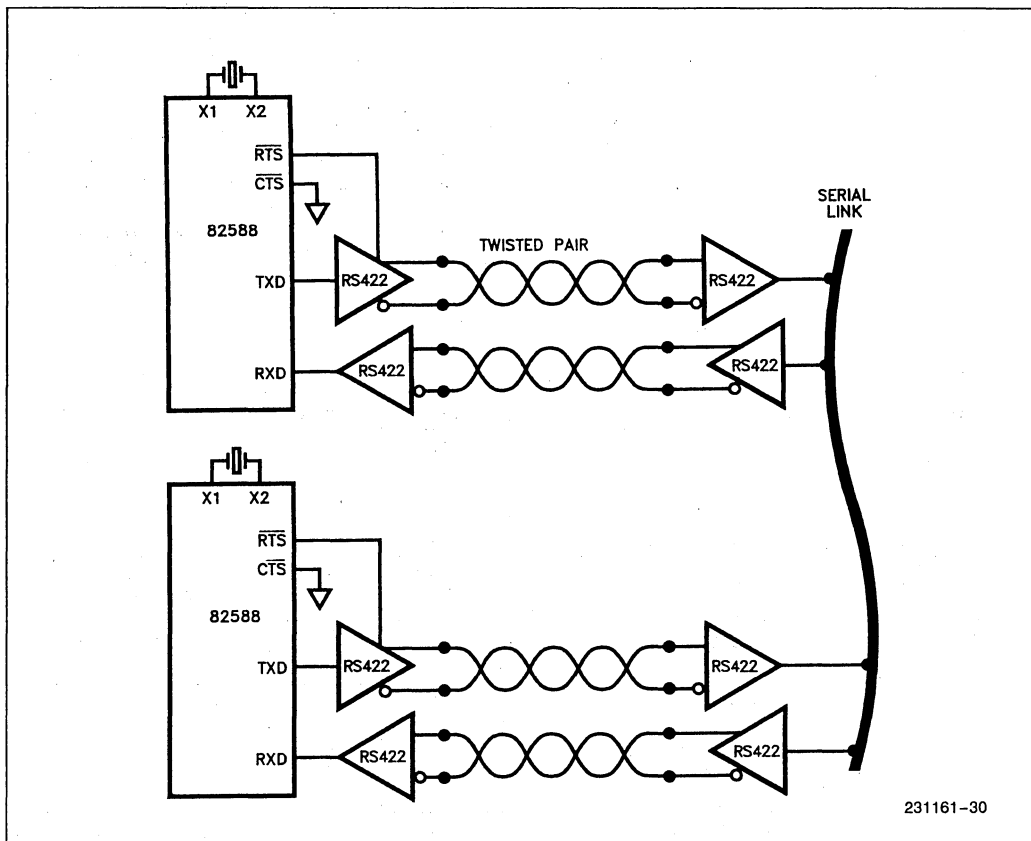 X1 X2
RTS
CTS
82588
TXD
RS422
TWISTED PAIR
RS422
SERIAL
LINK
RXD
RS422
RS422
X1 X2
RTS
CTS
82588
TXD
RS422
RS422
RXD
RS422
RS422
231161-30